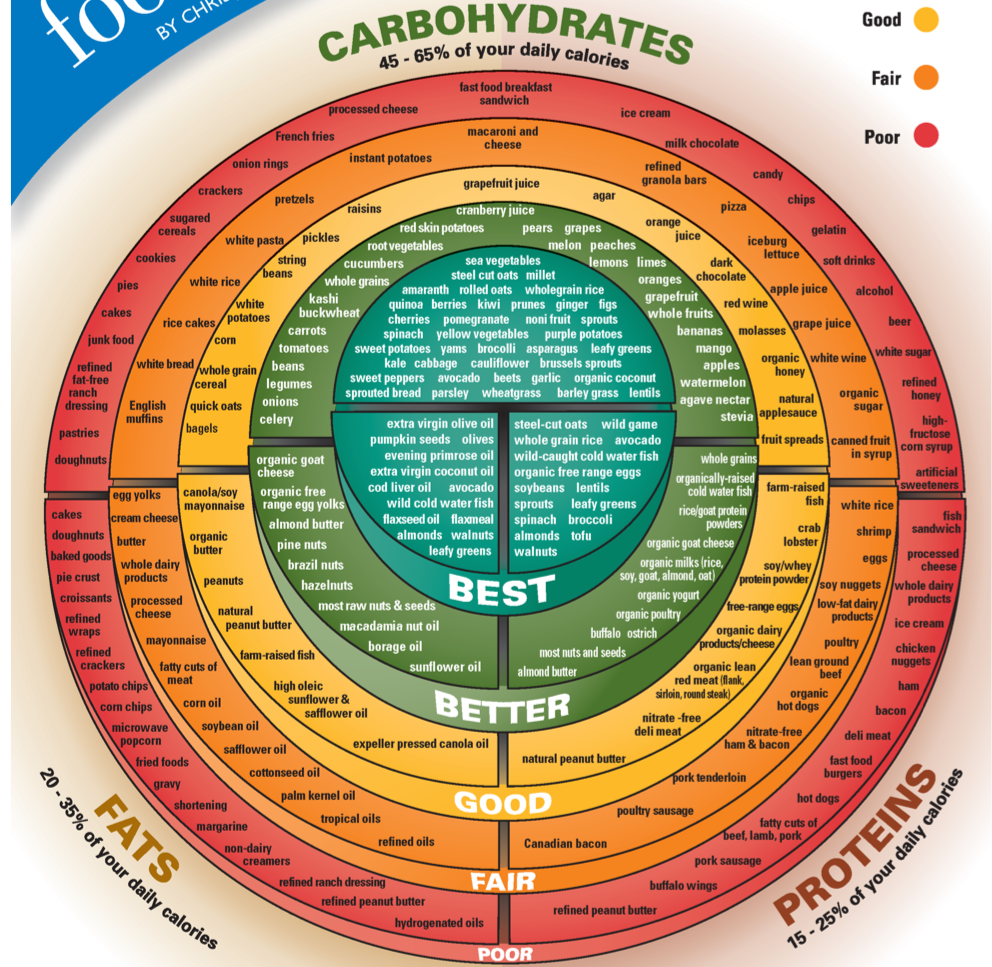 foo
BY CHRIS
CARBOHYDRATES
45 - 65% of your daily calories
Good
Fair
Poor
fast food breakfast
sandwich
processed cheese
ice cream
French fries
milk chocolate
onion rings
candy
crackers
chips
sugared
cereals
gelatin
cookies
soft drinks
pies
alcohol
cakes
beer
junk food
white sugar
refined
fat-free
ranch
dressing
refined
honey
pastries
high-
fructose
corn syrup
doughnuts
artificial
sweeteners
macaroni and
cheese
instant potatoes
refined
granola bars
pretzels
pizza
white pasta
iceburg
lettuce
white rice
apple juice
rice cakes
grape juice
white bread
white wine
English
muffins
organic
sugar
canned fruit
in syrup
grapefruit juice
raisins
agar
pickles
orange
juice
string
beans
dark
chocolate
white
potatoes
red wine
corn
molasses
whole grain
cereal
organic
honey
quick oats
natural
applesauce
bagels
fruit spreads
cranberry juice
red skin potatoes
pears grapes
root vegetables
melon peaches
cucumbers
lemons limes
whole grains
oranges
kashi
buckwheat
grapefruit
whole fruits
carrots
bananas
tomatoes
mango
beans
apples
legumes
watermelon
onions
agave nectar
celery
stevia
sea vegetables
steel cut oats millet
amaranth rolled oats wholegrain rice
quinoa berries kiwi prunes ginger figs
cherries pomegranate noni fruit sprouts
spinach yellow vegetables purple potatoes
sweet potatoes yams brocolli asparagus leafy greens
kale cabbage cauliflower brussels sprouts
sweet peppers avocado beets garlic organic coconut
sprouted bread parsley wheatgrass barley grass lentils
extra virgin olive oil
pumpkin seeds olives
evening primrose oil
extra virgin coconut oil
cod liver oil avocado
wild cold water fish
flaxseed oil flaxmeal
almonds walnuts
leafy greens
steel-cut oats wild game
whole grain rice avocado
wild-caught cold water fish
organic free range eggs
soybeans lentils
sprouts leafy greens
spinach broccoli
almonds tofu
walnuts
BEST
organic goat
cheese
organic free
range egg yolks
almond butter
pine nuts
brazil nuts
hazelnuts
most raw nuts & seeds
macadamia nut oil
borage oil
sunflower oil
whole grains
organically-raised
cold water fish
rice/goat protein
powders
organic goat cheese
organic milks (rice,
soy, goat, almond, oat)
organic yogurt
organic poultry
buffalo ostrich
most nuts and seeds
almond butter
BETTER
canola/soy
mayonnaise
organic
butter
peanuts
natural
peanut butter
farm-raised fish
high oleic
sunflower &
safflower oil
expeller pressed canola oil
farm-raised
fish
crab
lobster
soy/whey
protein powder
free-range eggs
organic dairy
products/cheese
organic lean
red meat (flank,
sirloin, round steak)
nitrate -free
deli meat
natural peanut butter
GOOD
egg yolks
cream cheese
butter
whole dairy
products
processed
cheese
mayonnaise
fatty cuts of
meat
corn oil
soybean oil
safflower oil
cottonseed oil
palm kernel oil
tropical oils
refined oils
white rice
shrimp
eggs
soy nuggets
low-fat dairy
products
poultry
lean ground
beef
organic
hot dogs
nitrate-free
ham & bacon
pork tenderloin
poultry sausage
Canadian bacon
FAIR
cakes
doughnuts
baked goods
pie crust
croissants
refined
wraps
refined
crackers
potato chips
corn chips
microwave
popcorn
fried foods
gravy
shortening
margarine
non-dairy
creamers
refined ranch dressing
refined peanut butter
hydrogenated oils
fish
sandwich
processed
cheese
whole dairy
products
ice cream
chicken
nuggets
ham
bacon
deli meat
fast food
burgers
hot dogs
fatty cuts of
beef, lamb, pork
pork sausage
buffalo wings
refined peanut butter
POOR
FATS
20 - 35% of your daily calories
PROTEINS
15 - 25% of your daily calories